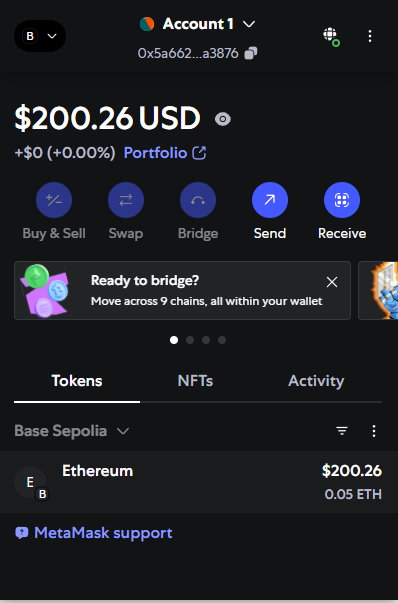 B
Account 1
0x5a662...a3876
$200.26 USD
+$0 (+0.00%) Portfolio
Buy & Sell
Swap
Bridge
Send
Receive
Ready to bridge?
Move across 9 chains, all within your wallet
Tokens
NFTs
Activity
Base Sepolia
E
B
Ethereum
$200.26
0.05 ETH
MetaMask support